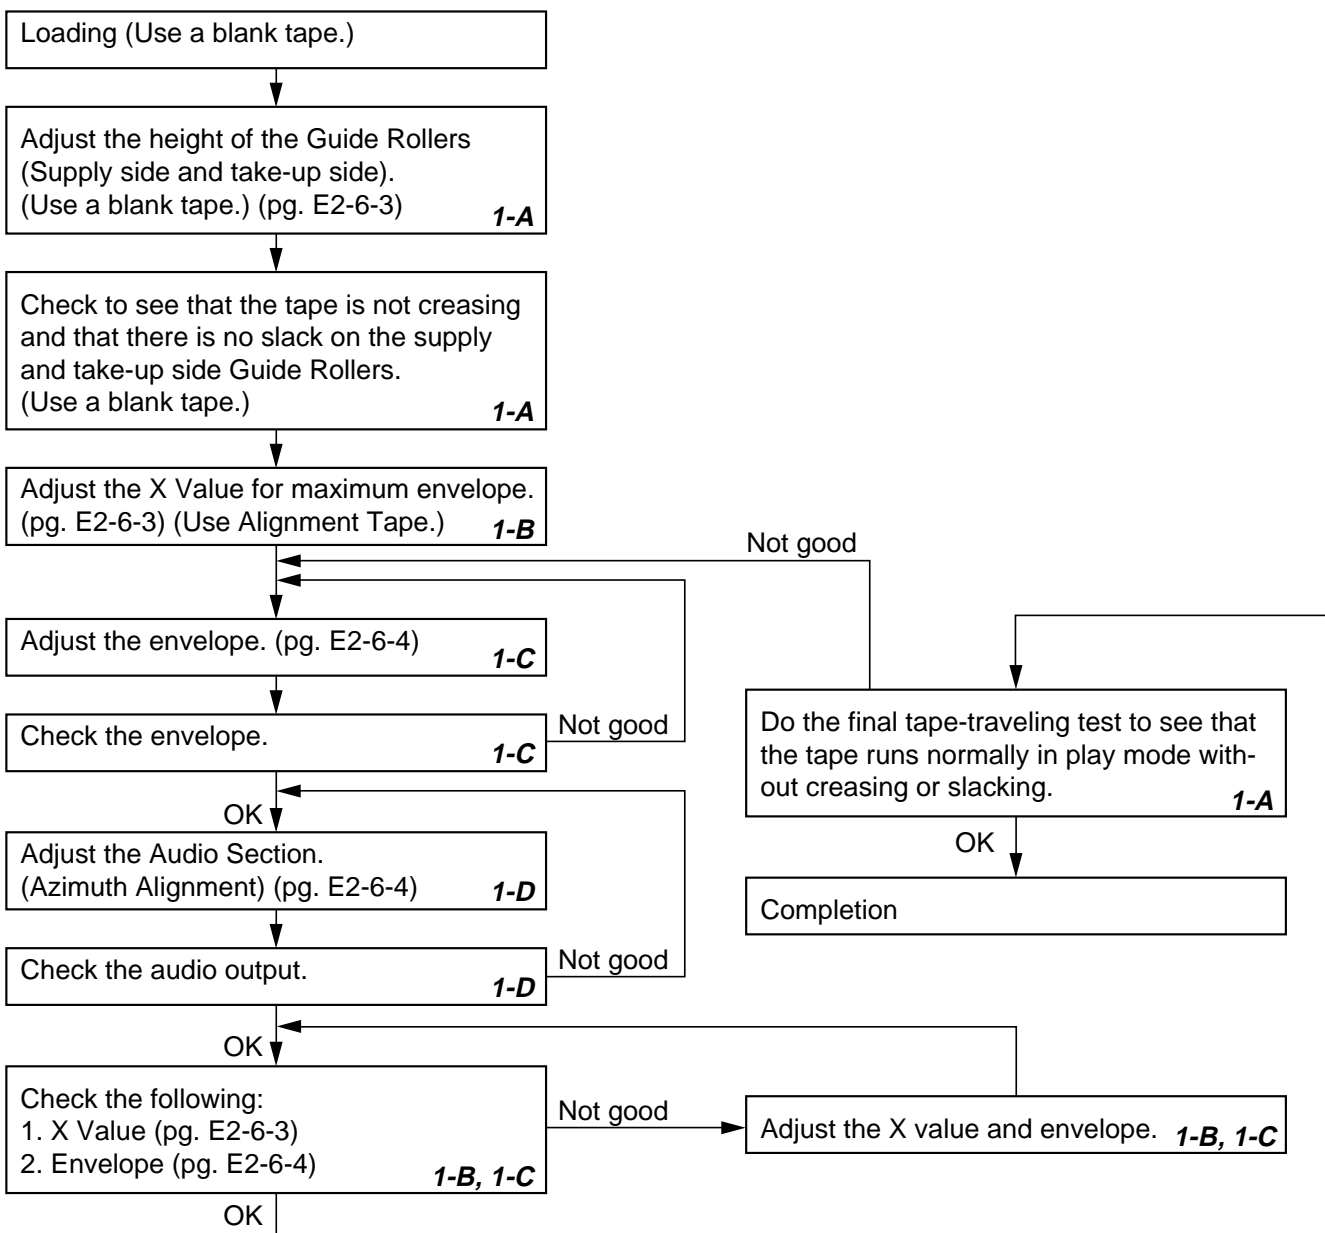 Loading (Use a blank tape.)
Adjust the height of the Guide Rollers
(Supply side and take-up side).
(Use a blank tape.) (pg. E2-6-3)
1-A
Check to see that the tape is not creasing
and that there is no slack on the supply
and take-up side Guide Rollers.
(Use a blank tape.)
1-A
Adjust the X Value for maximum envelope.
(pg. E2-6-3) (Use Alignment Tape.)
1-B
Adjust the envelope. (pg. E2-6-4)
1-C
Check the envelope.
1-C
Not good
OK
Adjust the Audio Section.
(Azimuth Alignment) (pg. E2-6-4)
1-D
Check the audio output.
1-D
Not good
OK
Check the following:
1. X Value (pg. E2-6-3)
2. Envelope (pg. E2-6-4)
1-B, 1-C
Not good
Adjust the X value and envelope.
1-B, 1-C
OK
Not good
Do the final tape-traveling test to see that
the tape runs normally in play mode with-
out creasing or slacking.
1-A
OK
Completion